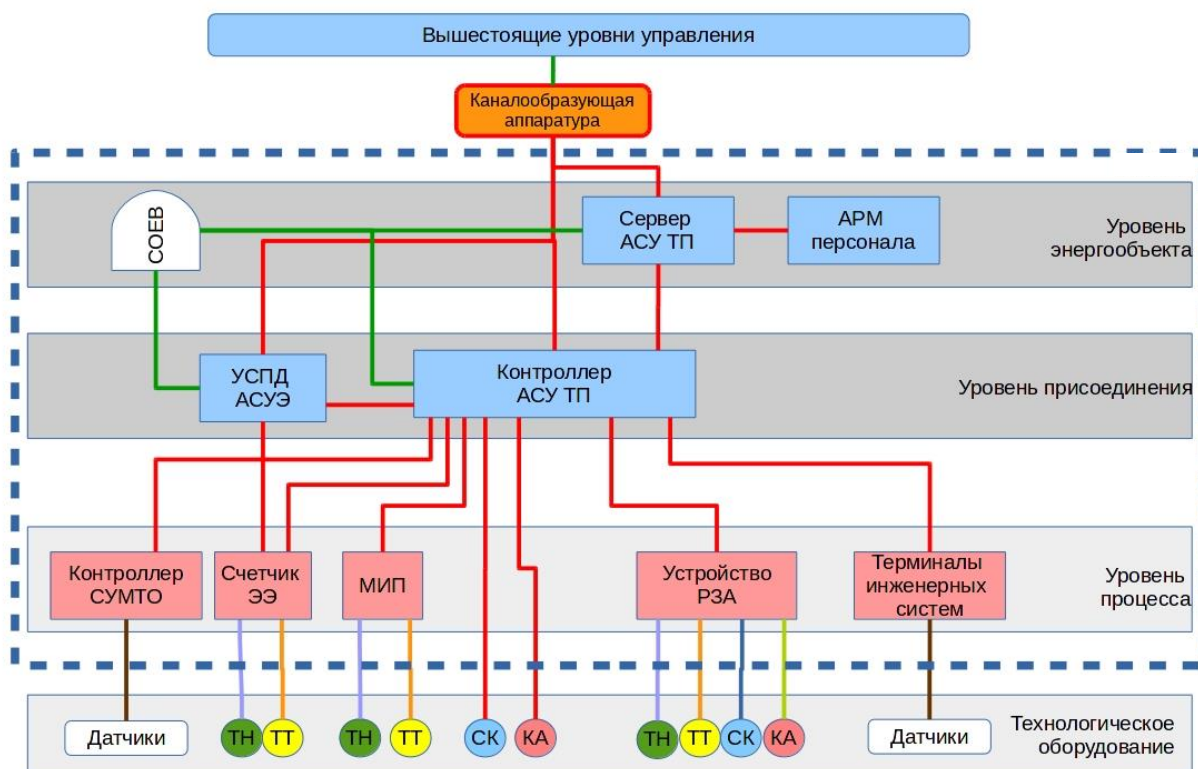 Вышестоящие уровни управления
Каналообразующая
аппаратура
СОЕВ
Сервер
АСУ ТП
АРМ
персонала
Уровень
энергообъекта
УСПД
АСУЭ
Контроллер
АСУ ТП
Уровень присоединения
Контроллер
СУМТО
Счетчик
ЭЭ
МИП
Устройство
РЗА
Терминалы
инженерных
систем
Уровень
процесса
Датчики
ТН
ТТ
ТН
ТТ
СК
КА
ТН
ТТ
СК
КА
Датчики
Технологическое
оборудование